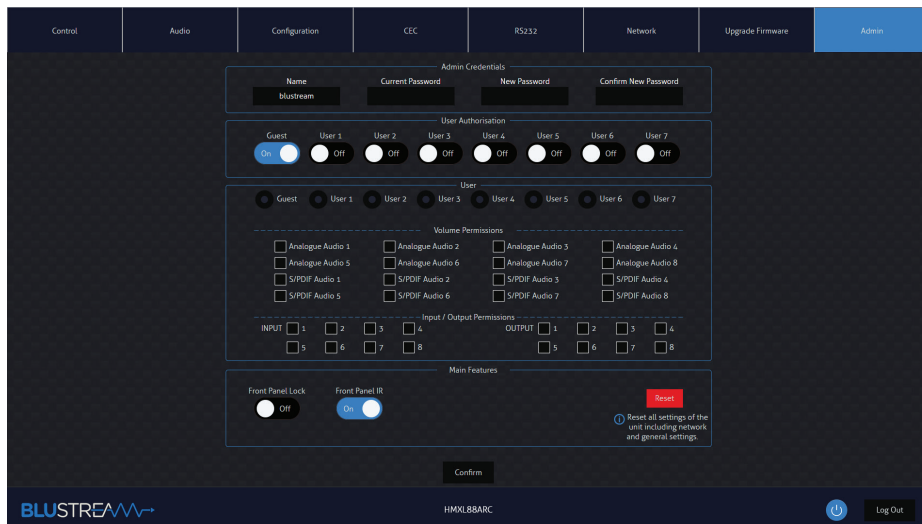 Control Audio Configuration CEC RS232 Network Upgrade Firmware Admin
Admin Credentials
Name Current Password New Password Confirm New Password
blustream
User Authorisation
Guest User 1 User 2 User 3 User 4 User 5 User 6 User 7
On Off Off Off Off Off Off Off
User
Guest User 1 User 2 User 3 User 4 User 5 User 6 User 7
Volume Permissions
Analogue Audio 1 Analogue Audio 2 Analogue Audio 3 Analogue Audio 4
Analogue Audio 5 Analogue Audio 6 Analogue Audio 7 Analogue Audio 8
S/PDIF Audio 1 S/PDIF Audio 2 S/PDIF Audio 3 S/PDIF Audio 4
S/PDIF Audio 5 S/PDIF Audio 6 S/PDIF Audio 7 S/PDIF Audio 8
Input / Output Permissions
INPUT 1 2 3 4 OUTPUT 1 2 3 4
5 6 7 8 5 6 7 8
Main Features
Front Panel Lock Front Panel IR
Off On
Reset
Reset all settings of the
unit including network
and general settings.
Confirm
BLUSTREAM HMXL88ARC Log Out